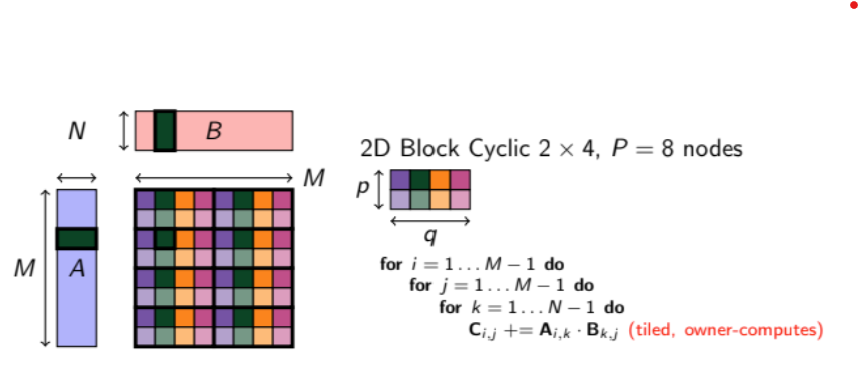 N
B
2D Block Cyclic 2 × 4, P = 8 nodes
M
p
q
M
A
for i = 1...M − 1 do
for j = 1...M − 1 do
for k = 1...N − 1 do
C_{i,j} += A_{i,k} · B_{k,j} (tiled, owner-computes)